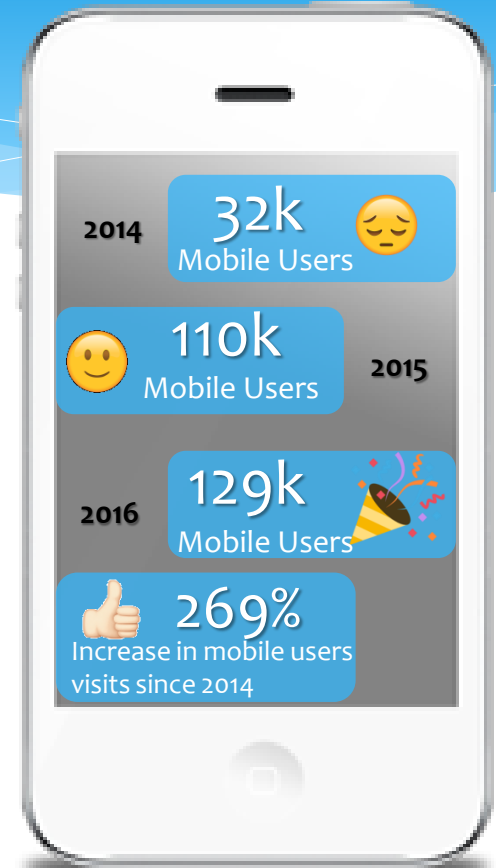 2014
32k
Mobile Users
110k
Mobile Users
2015
2016
129k
Mobile Users
269%
Increase in mobile users
visits since 2014